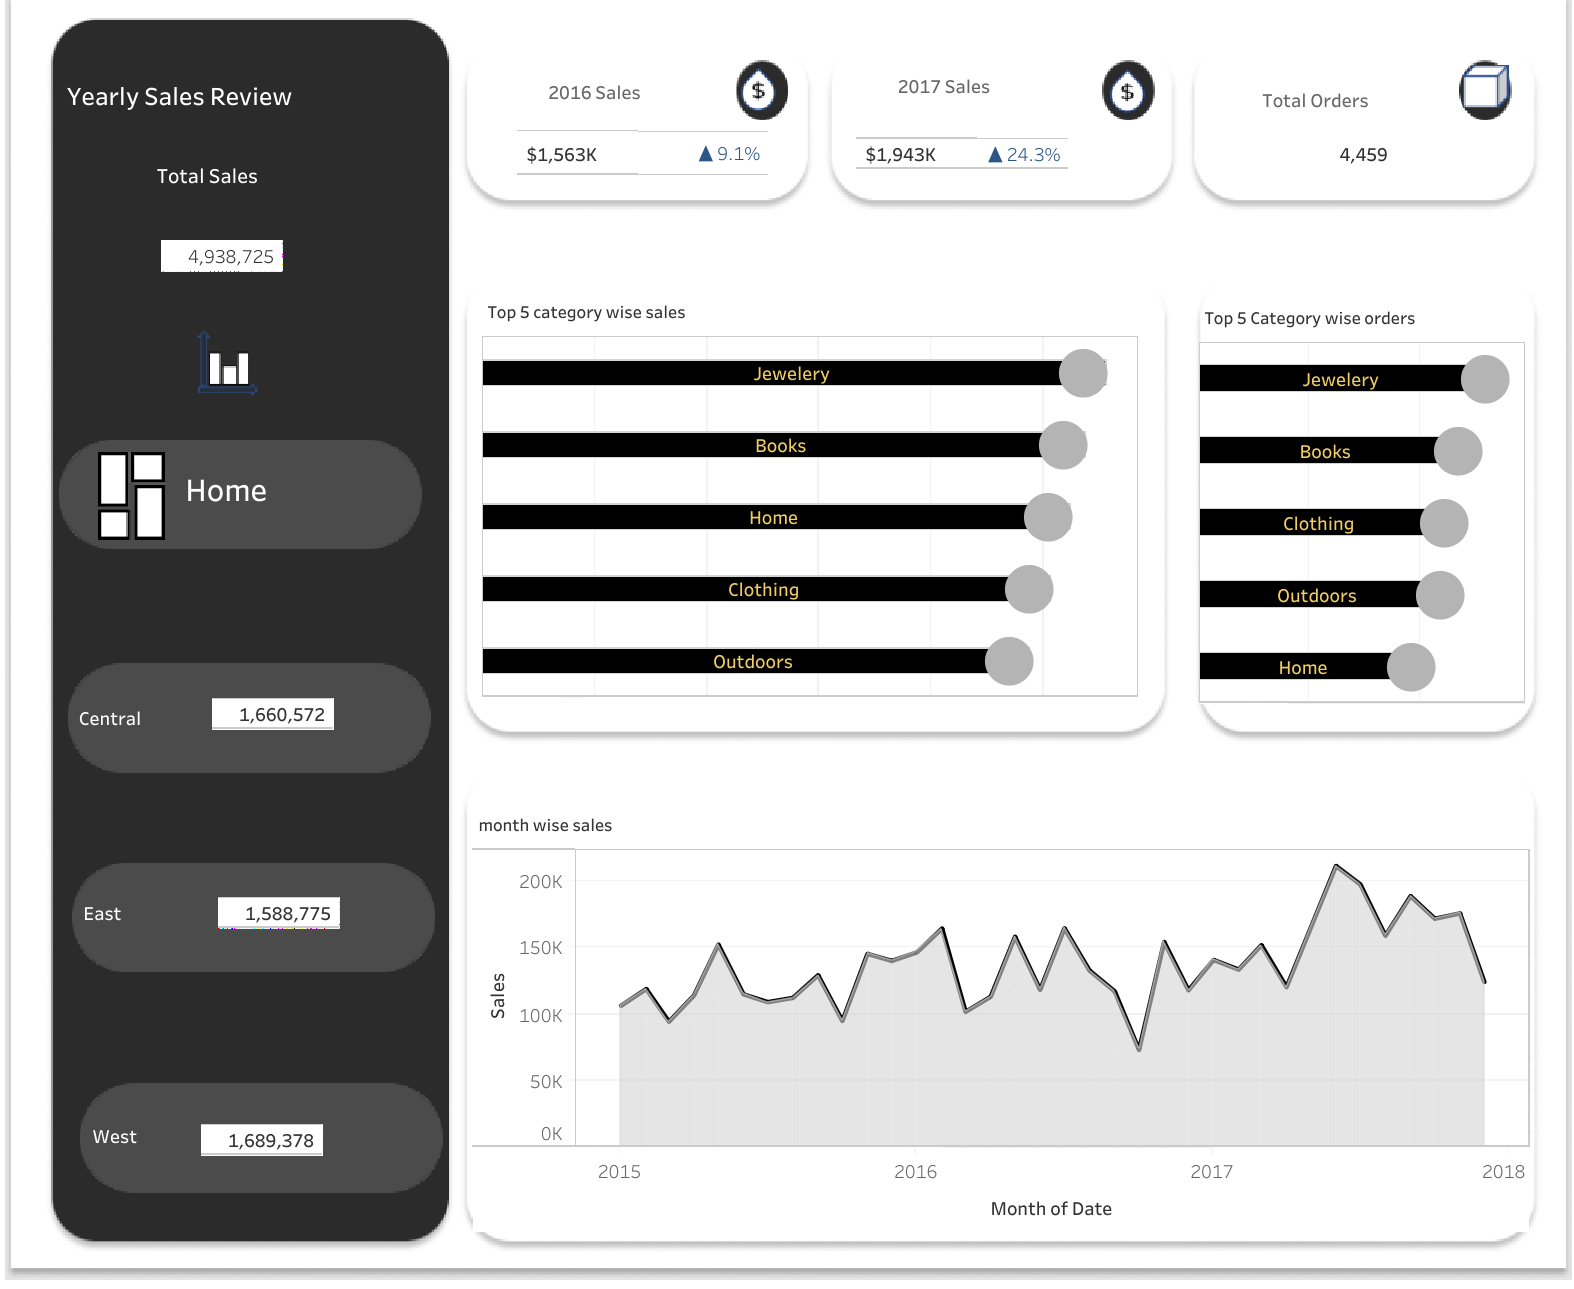 Yearly Sales Review
Total Sales
4,938,725
Home
Central
1,660,572
East
1,588,775
West
1,689,378
2016 Sales
$
$1,563K ▲ 9.1%
2017 Sales
$
$1,943K ▲ 24.3%
Total Orders
4,459
Top 5 category wise sales
Jewelery
Books
Home
Clothing
Outdoors
Top 5 Category wise orders
Jewelery
Books
Clothing
Outdoors
Home
month wise sales
Sales
200K
150K
100K
50K
0K
2015 2016 2017 2018
Month of Date